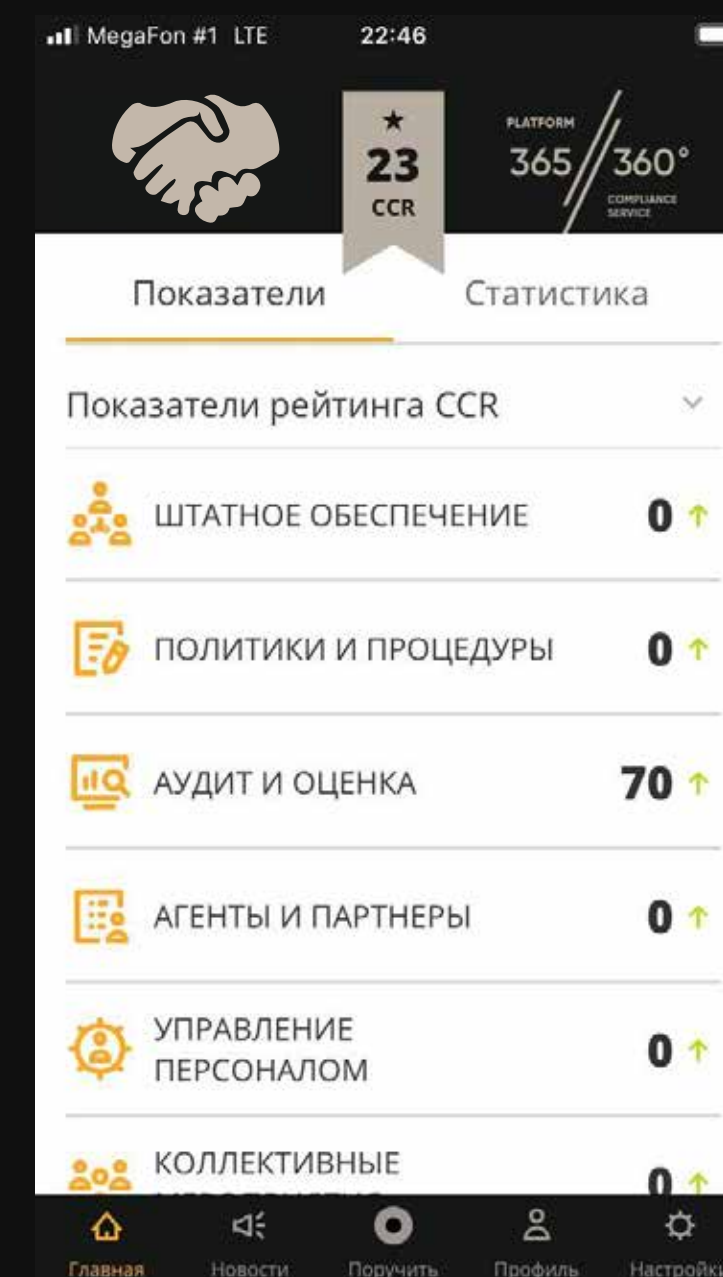 MegaFon #1 LTE 22:46
23
CCR
PLATFORM
365 360°
COMPLIANCE
SERVICE
Показатели Статистика
Показатели рейтинга CCR
ШТАТНОЕ ОБЕСПЕЧЕНИЕ 0
ПОЛИТИКИ И ПРОЦЕДУРЫ 0
АУДИТ И ОЦЕНКА 70
АГЕНТЫ И ПАРТНЕРЫ 0
УПРАВЛЕНИЕ
ПЕРСОНАЛОМ 0
КОЛЛЕКТИВНЫЕ 0
Главная Новости Поручить Профиль Настройки